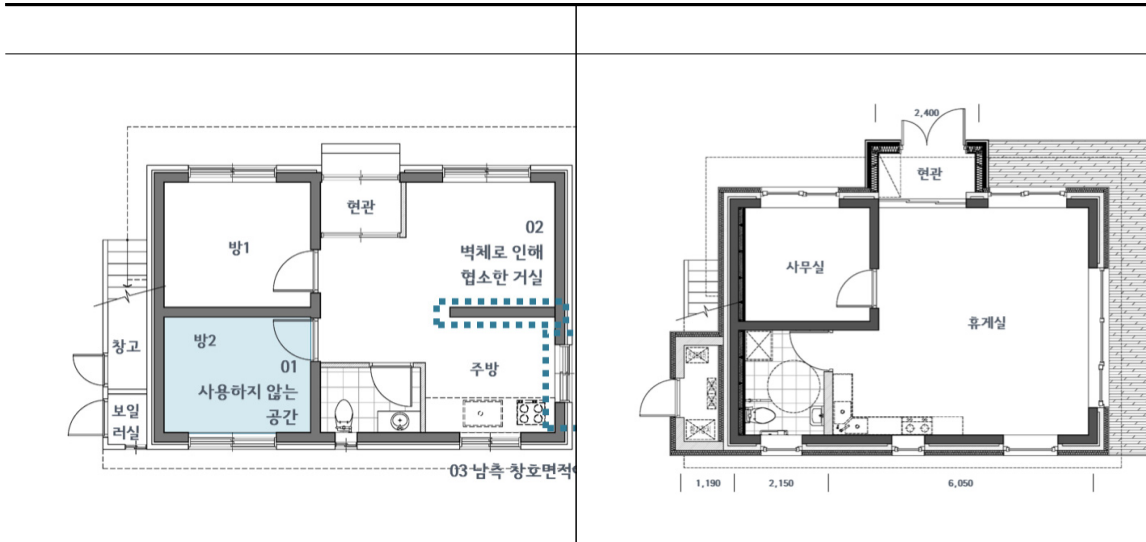 현관
02
벽체로 인해
협소한 거실
방1
방2
01
사용하지 않는
공간
창고
보일
러실
주방
03 남측 창호면적
2,400
현관
사무실
휴게실
1,190
2,150
6,050